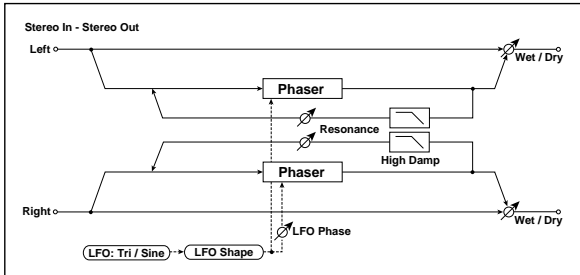 Stereo In - Stereo Out
Left
Wet / Dry
Phaser
Resonance
High Damp
Phaser
Right
Wet / Dry
LFO Phase
LFO: Tri / Sine
LFO Shape